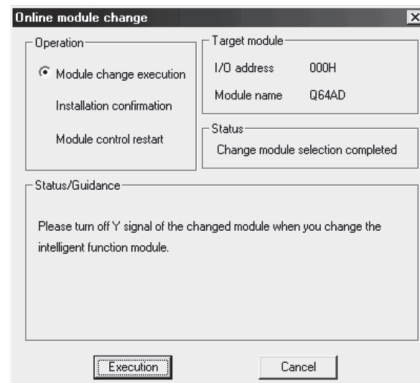 Online module change
Operation
Module change execution
Installation confirmation
Module control restart
Target module
I/O address 000H
Module name Q64AD
Status
Change module selection completed
Status/Guidance
Please turn off Y signal of the changed module when you change the
intelligent function module.
Execution Cancel